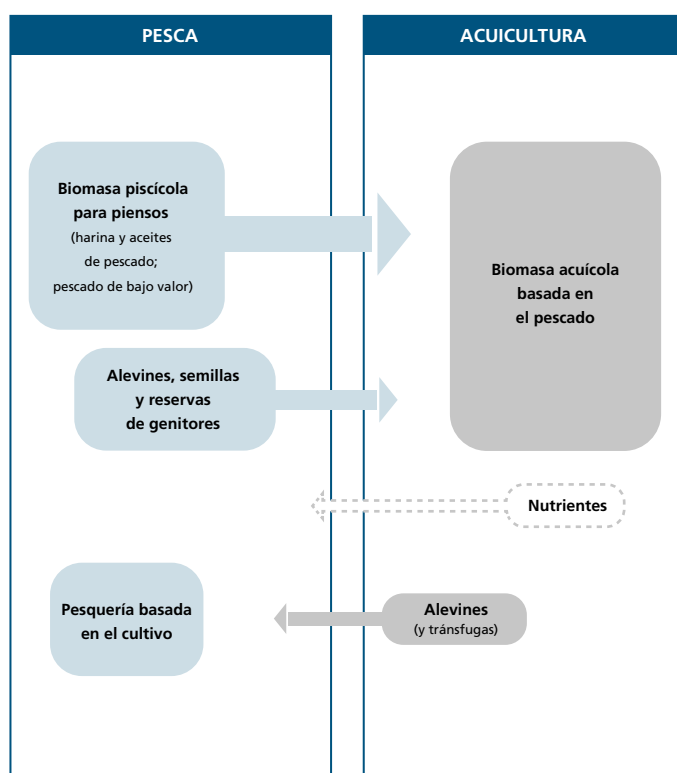 PESCA
ACUICULTURA
Biomasa piscícola
para piensos
(harina y aceites
de pescado;
pescado de bajo valor)
Biomasa acuícola
basada en
el pescado
Alevines, semillas
y reservas
de genitores
Nutrientes
Pesquería basada
en el cultivo
Alevines
(y tránsfugas)